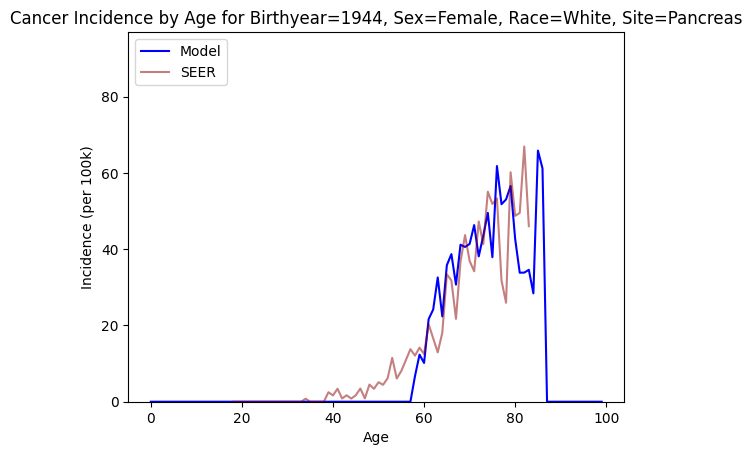 Cancer Incidence by Age for Birthyear=1944, Sex=Female, Race=White, Site=Pancreas
Model
SEER
80
60
40
20
0
Incidence (per 100k)
0 20 40 60 80 100
Age